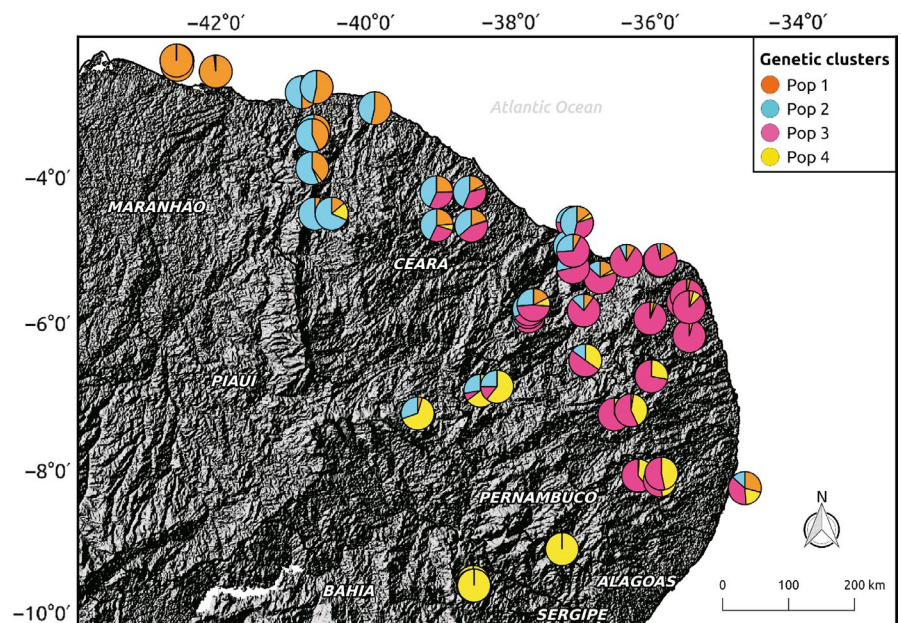 −42°0′ −40°0′ −38°0′ −36°0′ −34°0′
Genetic clusters
Pop 1
Pop 2
Pop 3
Pop 4
Atlantic Ocean
−4°0′
MARANHÃO
CEARÁ
−6°0′
PIAUÍ
−8°0′
PERNAMBUCO
N
BAHIA
ALAGOAS
0 100 200 km
−10°0′
SERGIPE